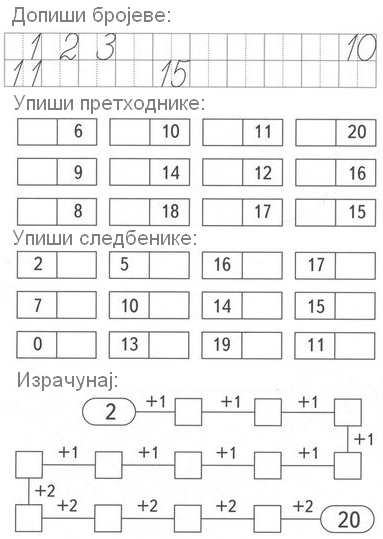 Допиши бројеве:
1 2 3 10
11 15
Упиши претходнике:
6 10 11 20
9 14 12 16
8 18 17 15
Упиши следбенике:
2 5 16 17
7 10 14 15
0 13 19 11
Израчунај:
2 +1 +1 +1
+1
+1 +1 +1 +1
+2
+2 +2 +2 +2 20